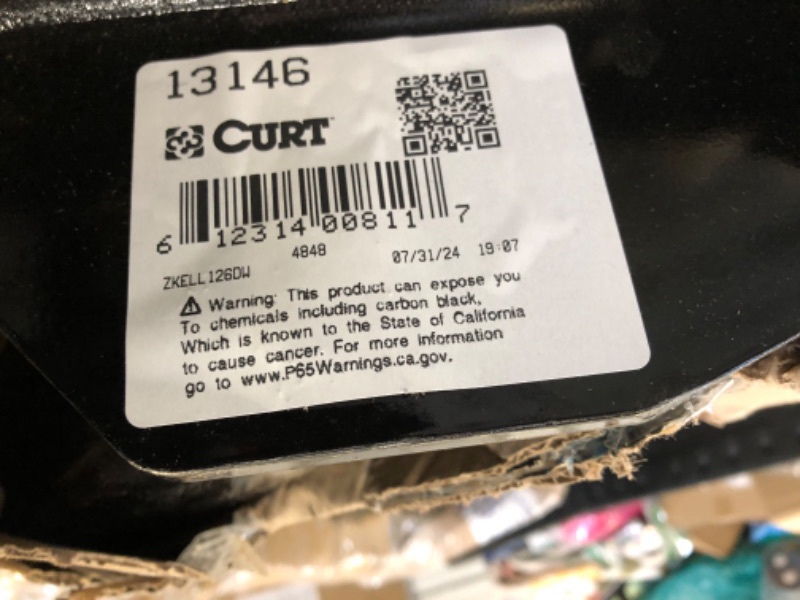 13146
CURT
6 12314 00811 7
4848 07/31/24 19:07
ZKELL126DW
⚠ Warning: This product can expose you
To chemicals including carbon black,
Which is known to the State of California
to cause cancer. For more information
go to www.P65Warnings.ca.gov.